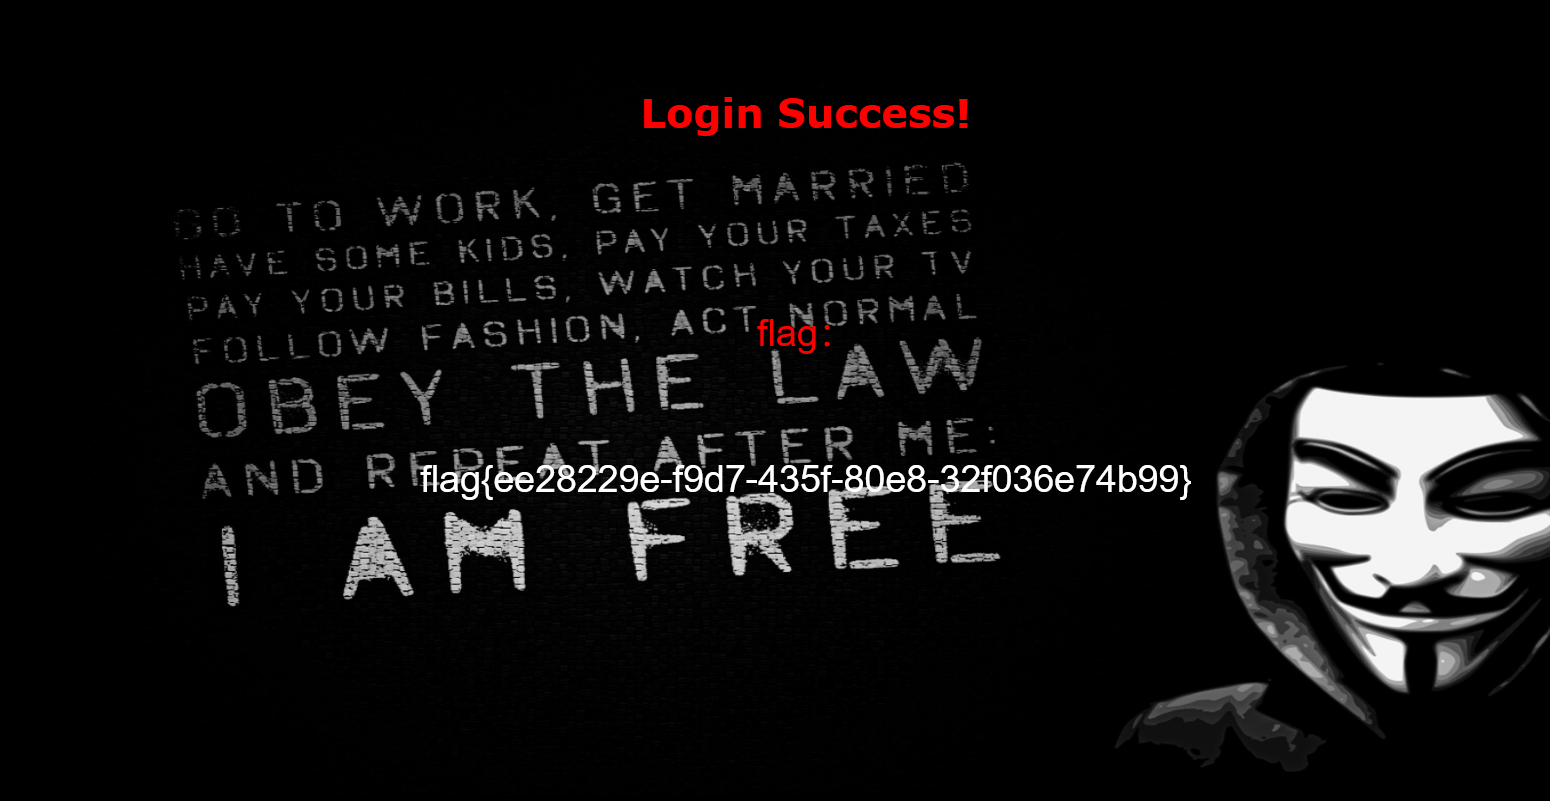 Login Success!
GO TO WORK, GET MARRIED
HAVE SOME KIDS, PAY YOUR TAXES
PAY YOUR BILLS, WATCH YOUR TV
FOLLOW FASHION, ACT NORMAL
flag:
OBEY THE LAW
AND REPEAT AFTER ME:
flag{ee28229e-f9d7-435f-80e8-32f036e74b99}
I AM FREE